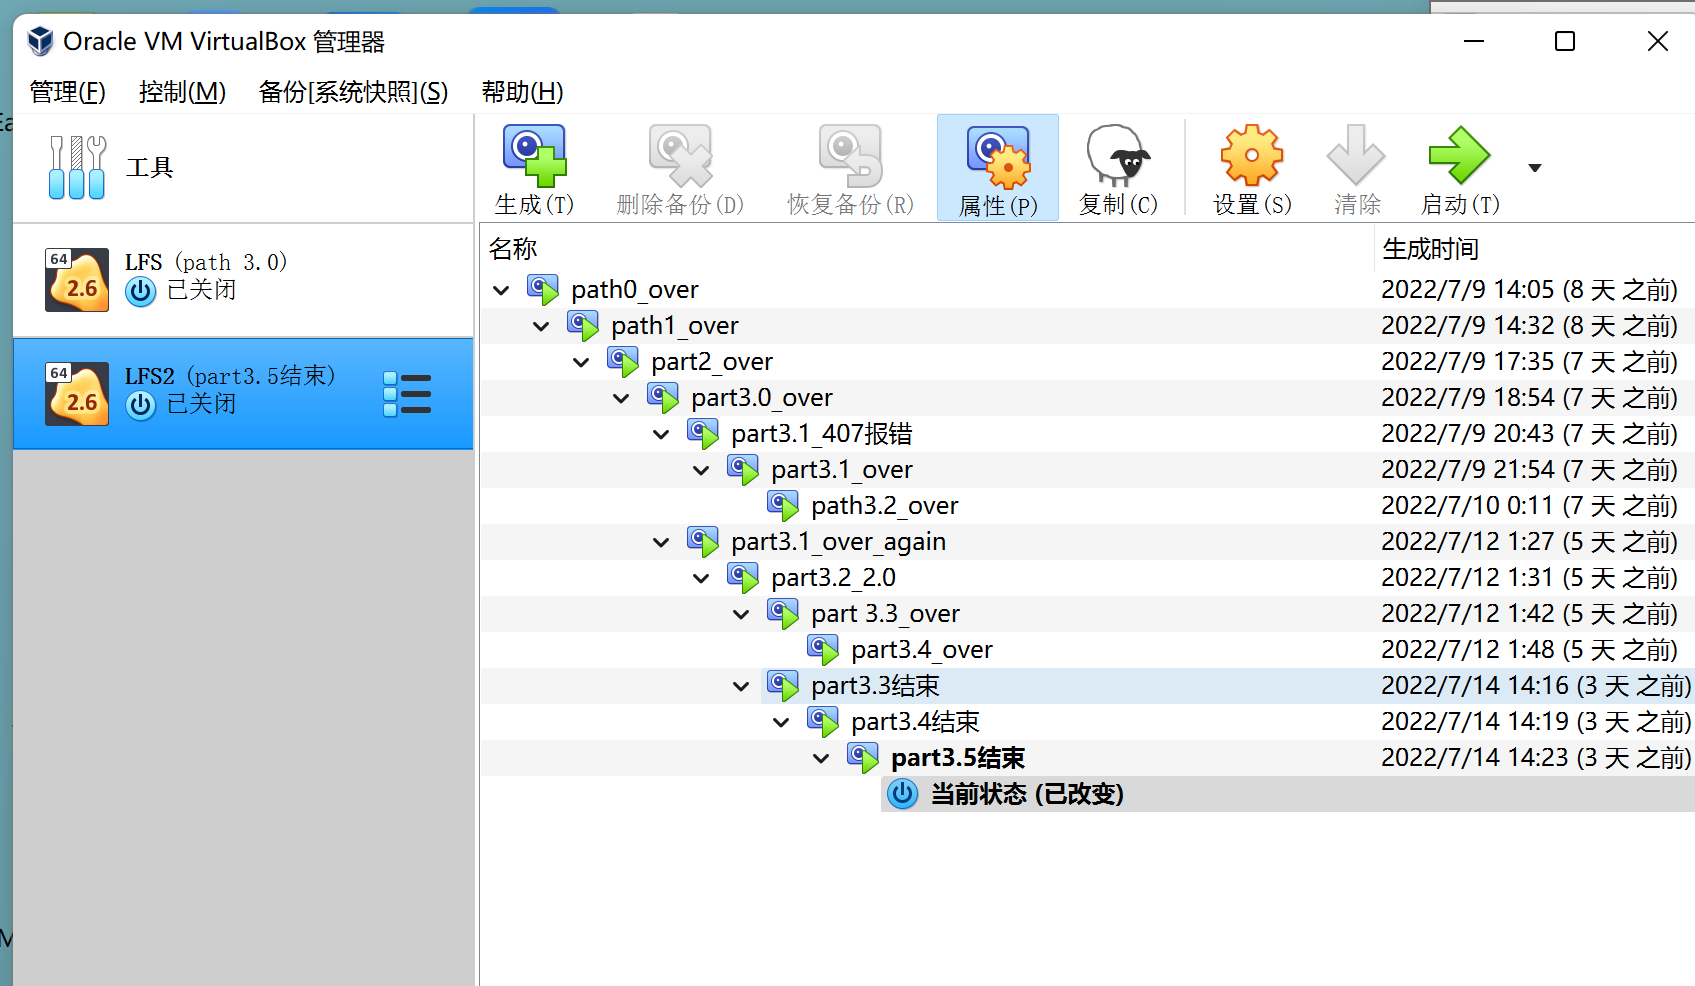 Oracle VM VirtualBox 管理器
管理(F) 控制(M) 备份[系统快照](S) 帮助(H)
工具
生成(T) 删除备份(D) 恢复备份(R) 属性(P) 复制(C) 设置(S) 清除 启动(T)
64 2.6 LFS (path 3.0)
已关闭
64 2.6 LFS2 (part3.5结束)
已关闭
名称 生成时间
path0_over 2022/7/9 14:05 (8 天 之前)
path1_over 2022/7/9 14:32 (8 天 之前)
part2_over 2022/7/9 17:35 (7 天 之前)
part3.0_over 2022/7/9 18:54 (7 天 之前)
part3.1_407报错 2022/7/9 20:43 (7 天 之前)
part3.1_over 2022/7/9 21:54 (7 天 之前)
path3.2_over 2022/7/10 0:11 (7 天 之前)
part3.1_over_again 2022/7/12 1:27 (5 天 之前)
part3.2_2.0 2022/7/12 1:31 (5 天 之前)
part 3.3_over 2022/7/12 1:42 (5 天 之前)
part3.4_over 2022/7/12 1:48 (5 天 之前)
part3.3结束 2022/7/14 14:16 (3 天 之前)
part3.4结束 2022/7/14 14:19 (3 天 之前)
part3.5结束 2022/7/14 14:23 (3 天 之前)
当前状态 (已改变)